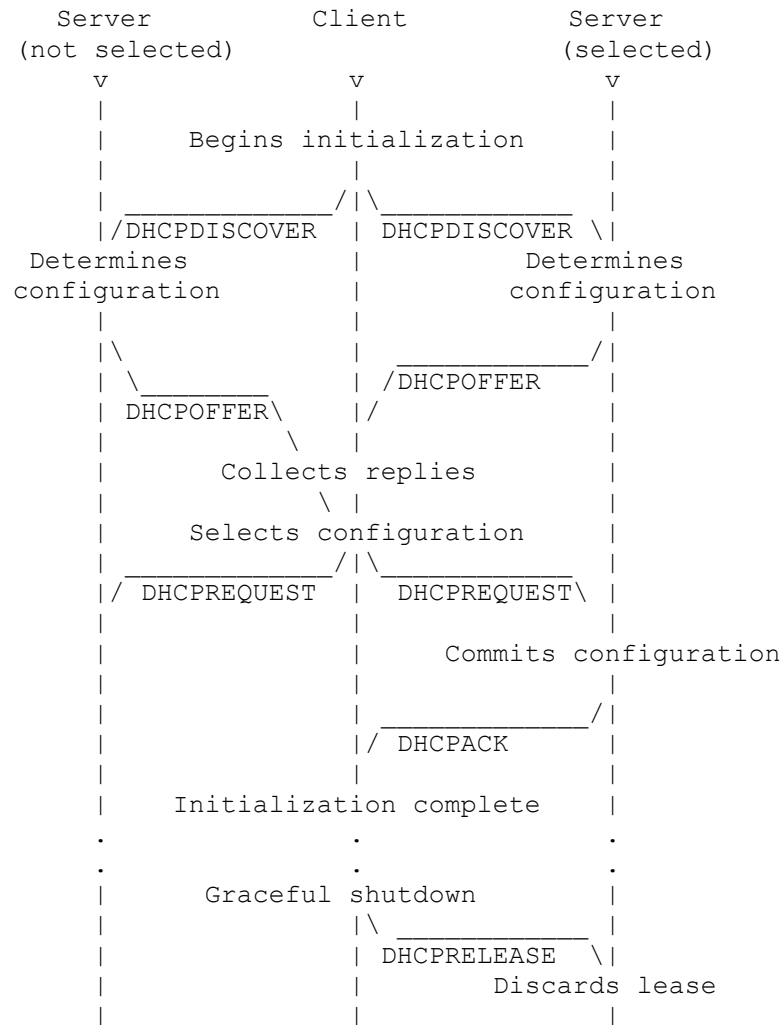 Server Client Server
(not selected) (selected)
v v v
Begins initialization
DHCPDISCOVER DHCPDISCOVER
Determines Determines
configuration configuration
DHCPOFFER
DHCPOFFER
Collects replies
Selects configuration
DHCPREQUEST DHCPREQUEST
Commits configuration
DHCPACK
Initialization complete
. . .
. . .
Graceful shutdown
DHCPRELEASE
Discards lease